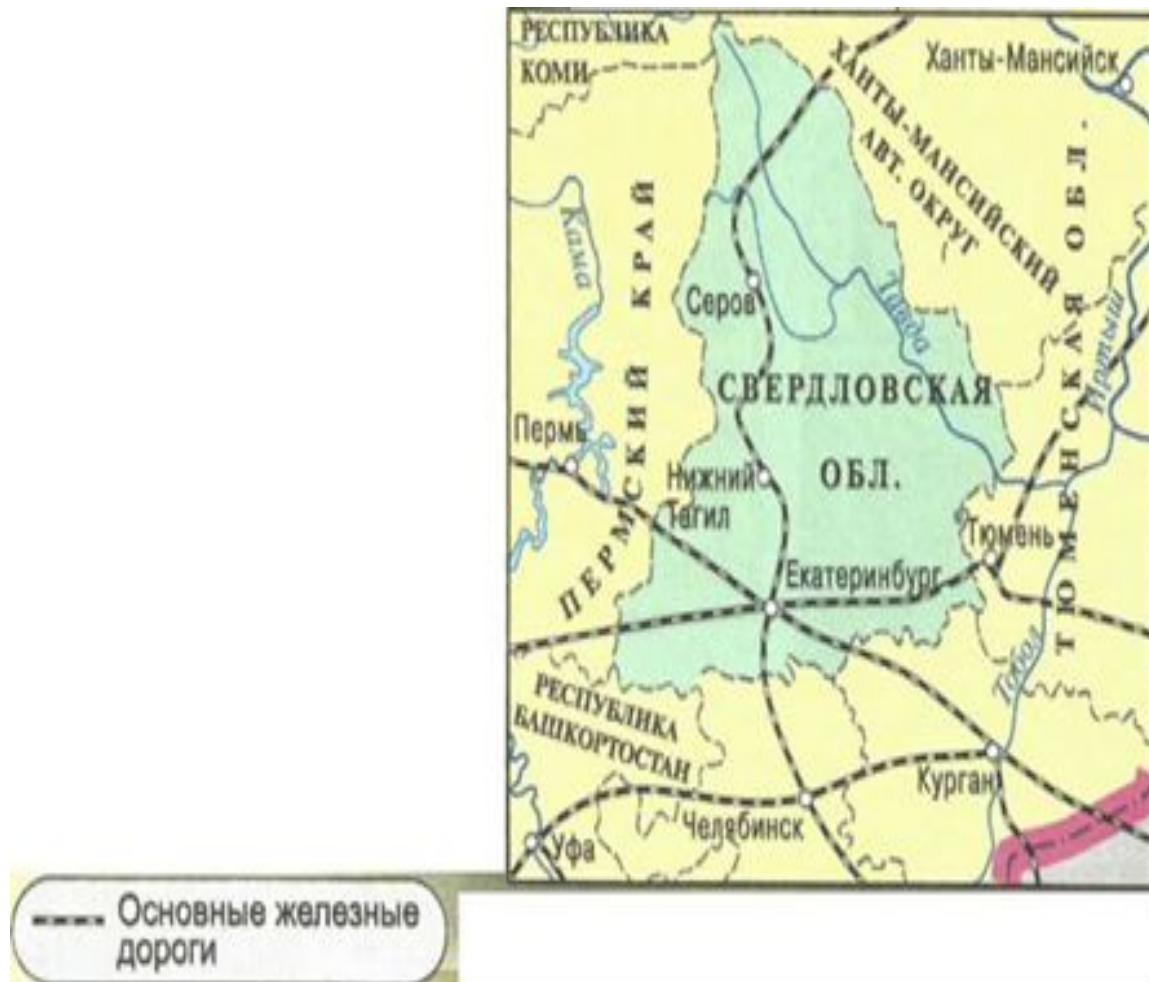 РЕСПУБЛИКА
КОМИ
Ханты-Мансийск
ХАНТЫ-МАНСИЙСКИЙ
АВТ. ОКРУГ
Кама
ПЕРМСКИЙ КРАЙ
Серов
Тавда
СВЕРДЛОВСКАЯ
ОБЛ.
Иртыш
ТЮМЕНСКАЯ ОБЛ.
Пермь
Нижний
Тагил
Тюмень
Екатеринбург
Тобол
РЕСПУБЛИКА
БАШКОРТОСТАН
Курган
Челябинск
Уфа
Основные железные
дороги